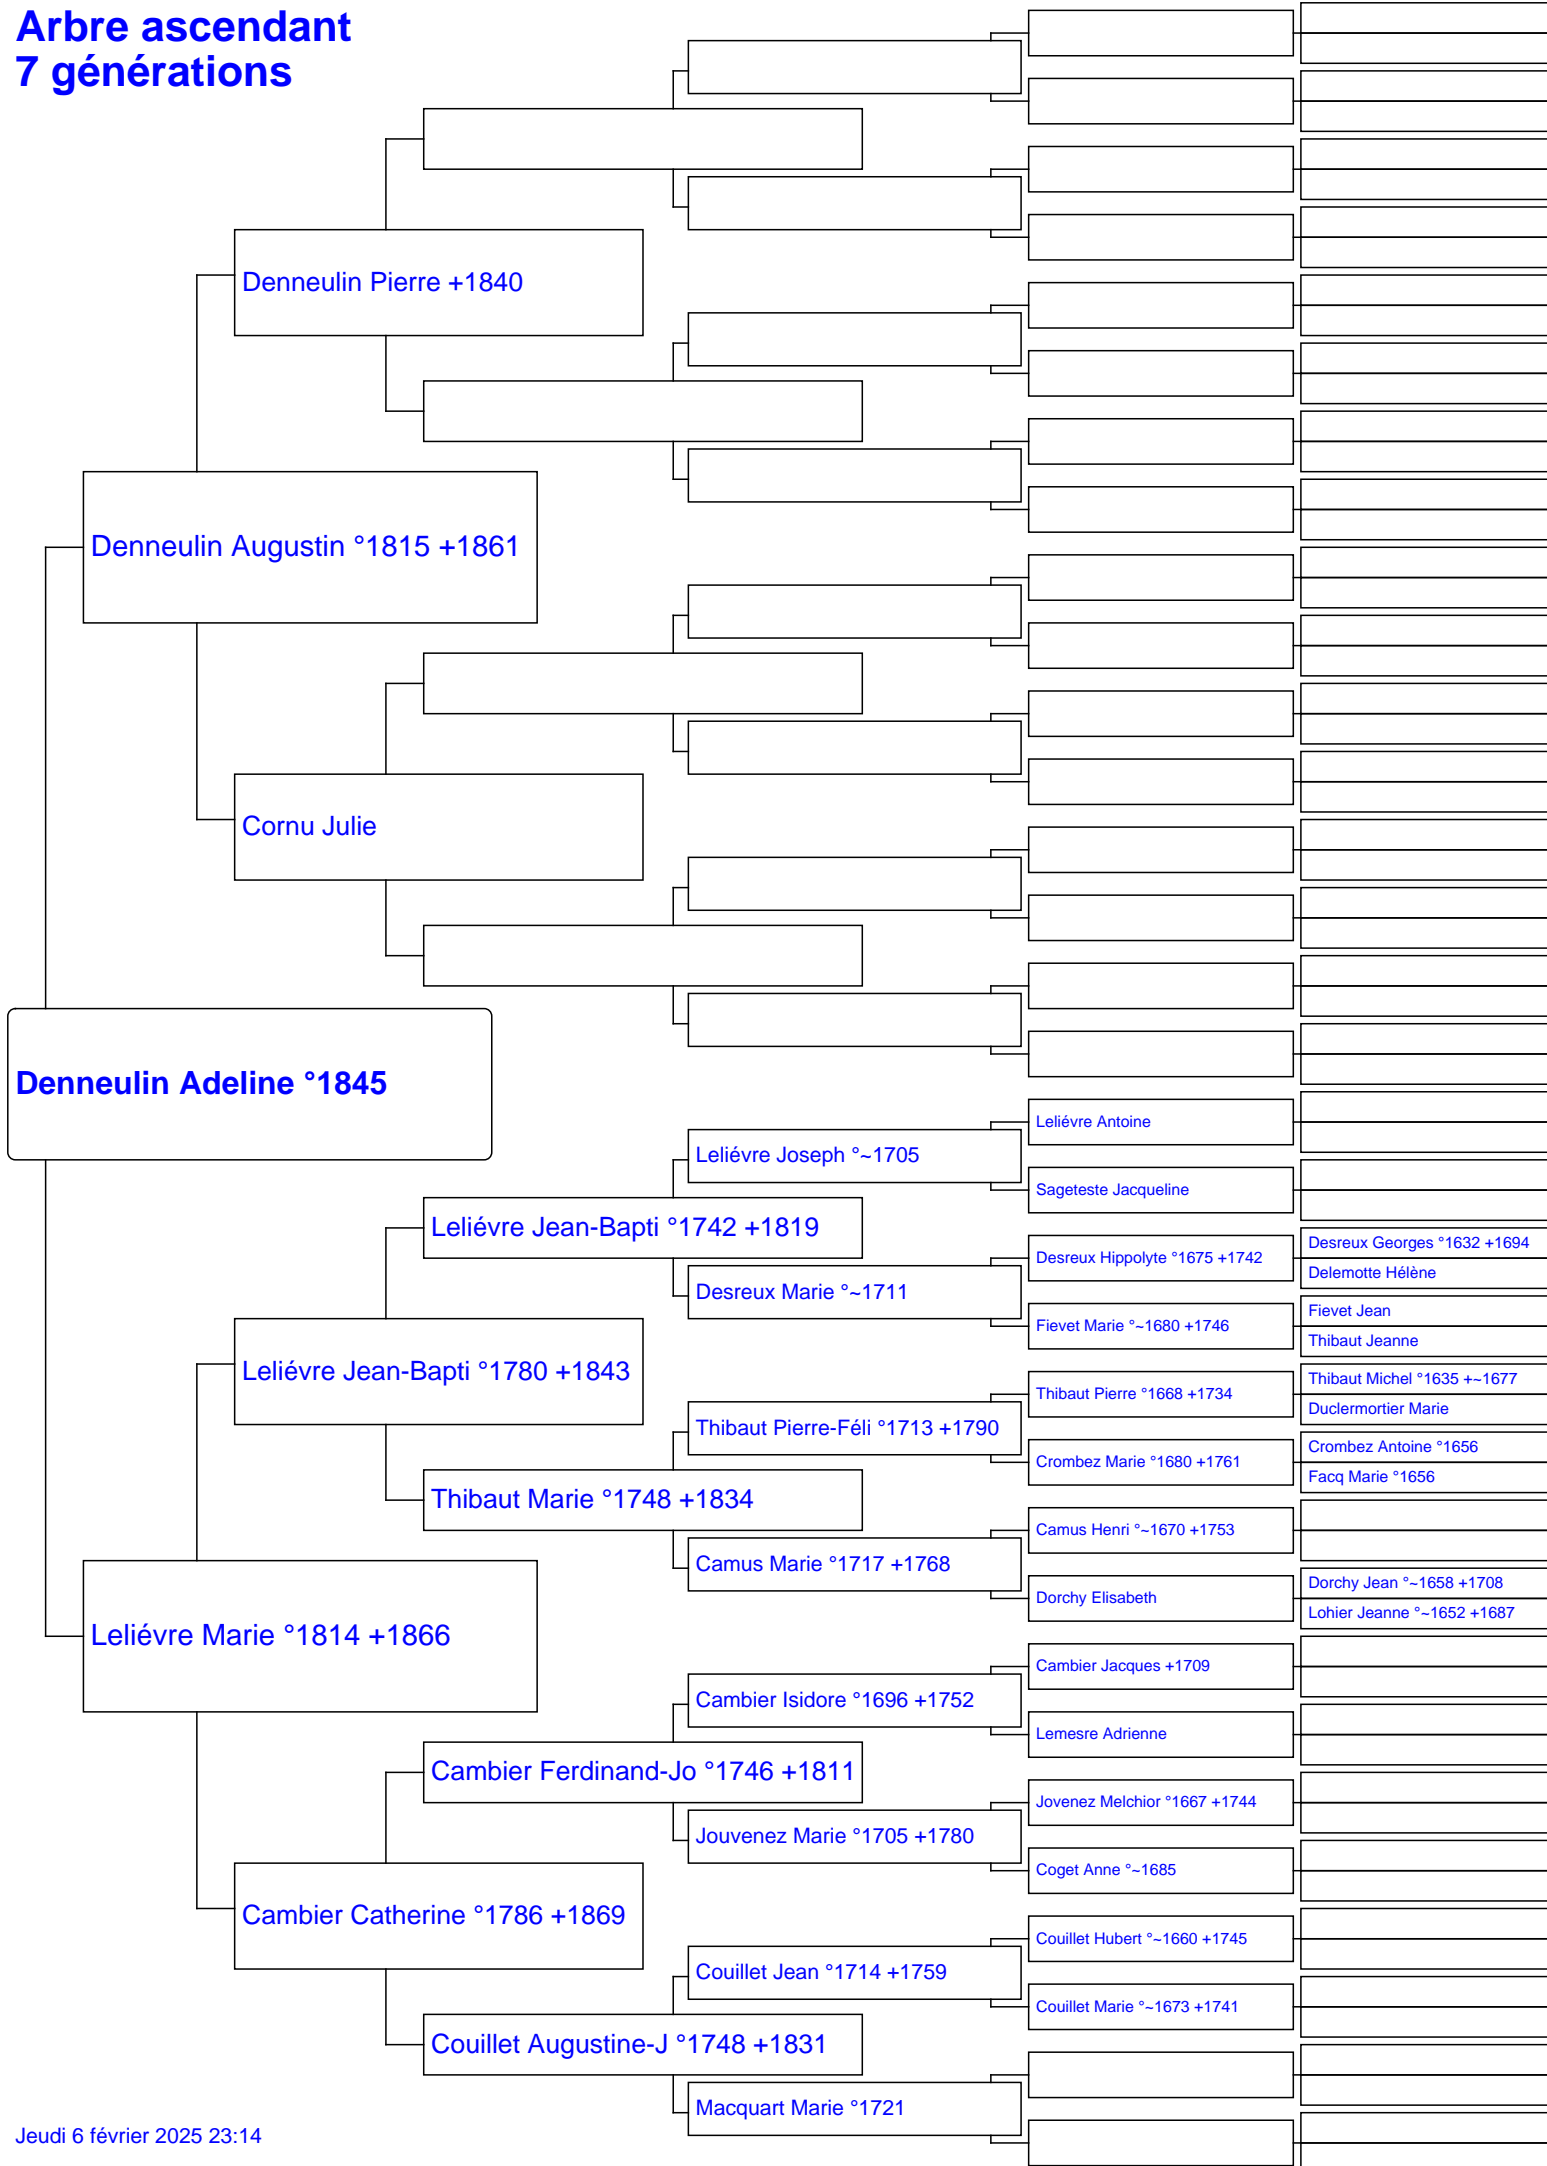 Arbre ascendant
7 générations
Denneulin Pierre +1840
Denneulin Augustin °1815 +1861
Cornu Julie
Denneulin Adeline °1845
Leliévre Antoine
Leliévre Joseph °~1705
Sageteste Jacqueline
Leliévre Jean-Bapti °1742 +1819
Desreux Georges °1632 +1694
Desreux Hippolyte °1675 +1742
Delemotte Hélène
Desreux Marie °~1711
Fievet Jean
Fievet Marie °~1680 +1746
Thibaut Jeanne
Leliévre Jean-Bapti °1780 +1843
Thibaut Michel °1635 +~1677
Thibaut Pierre °1668 +1734
Duclermortier Marie
Thibaut Pierre-Féli °1713 +1790
Crombez Antoine °1656
Crombez Marie °1680 +1761
Facq Marie °1656
Thibaut Marie °1748 +1834
Camus Henri °~1670 +1753
Camus Marie °1717 +1768
Dorchy Jean °~1658 +1708
Dorchy Elisabeth
Lohier Jeanne °~1652 +1687
Leliévre Marie °1814 +1866
Cambier Jacques +1709
Cambier Isidore °1696 +1752
Lemesre Adrienne
Cambier Ferdinand-Jo °1746 +1811
Jovenez Melchior °1667 +1744
Jouvenez Marie °1705 +1780
Coget Anne °~1685
Cambier Catherine °1786 +1869
Couillet Hubert °~1660 +1745
Couillet Jean °1714 +1759
Couillet Marie °~1673 +1741
Couillet Augustine-J °1748 +1831
Macquart Marie °1721
Jeudi 6 février 2025 23:14